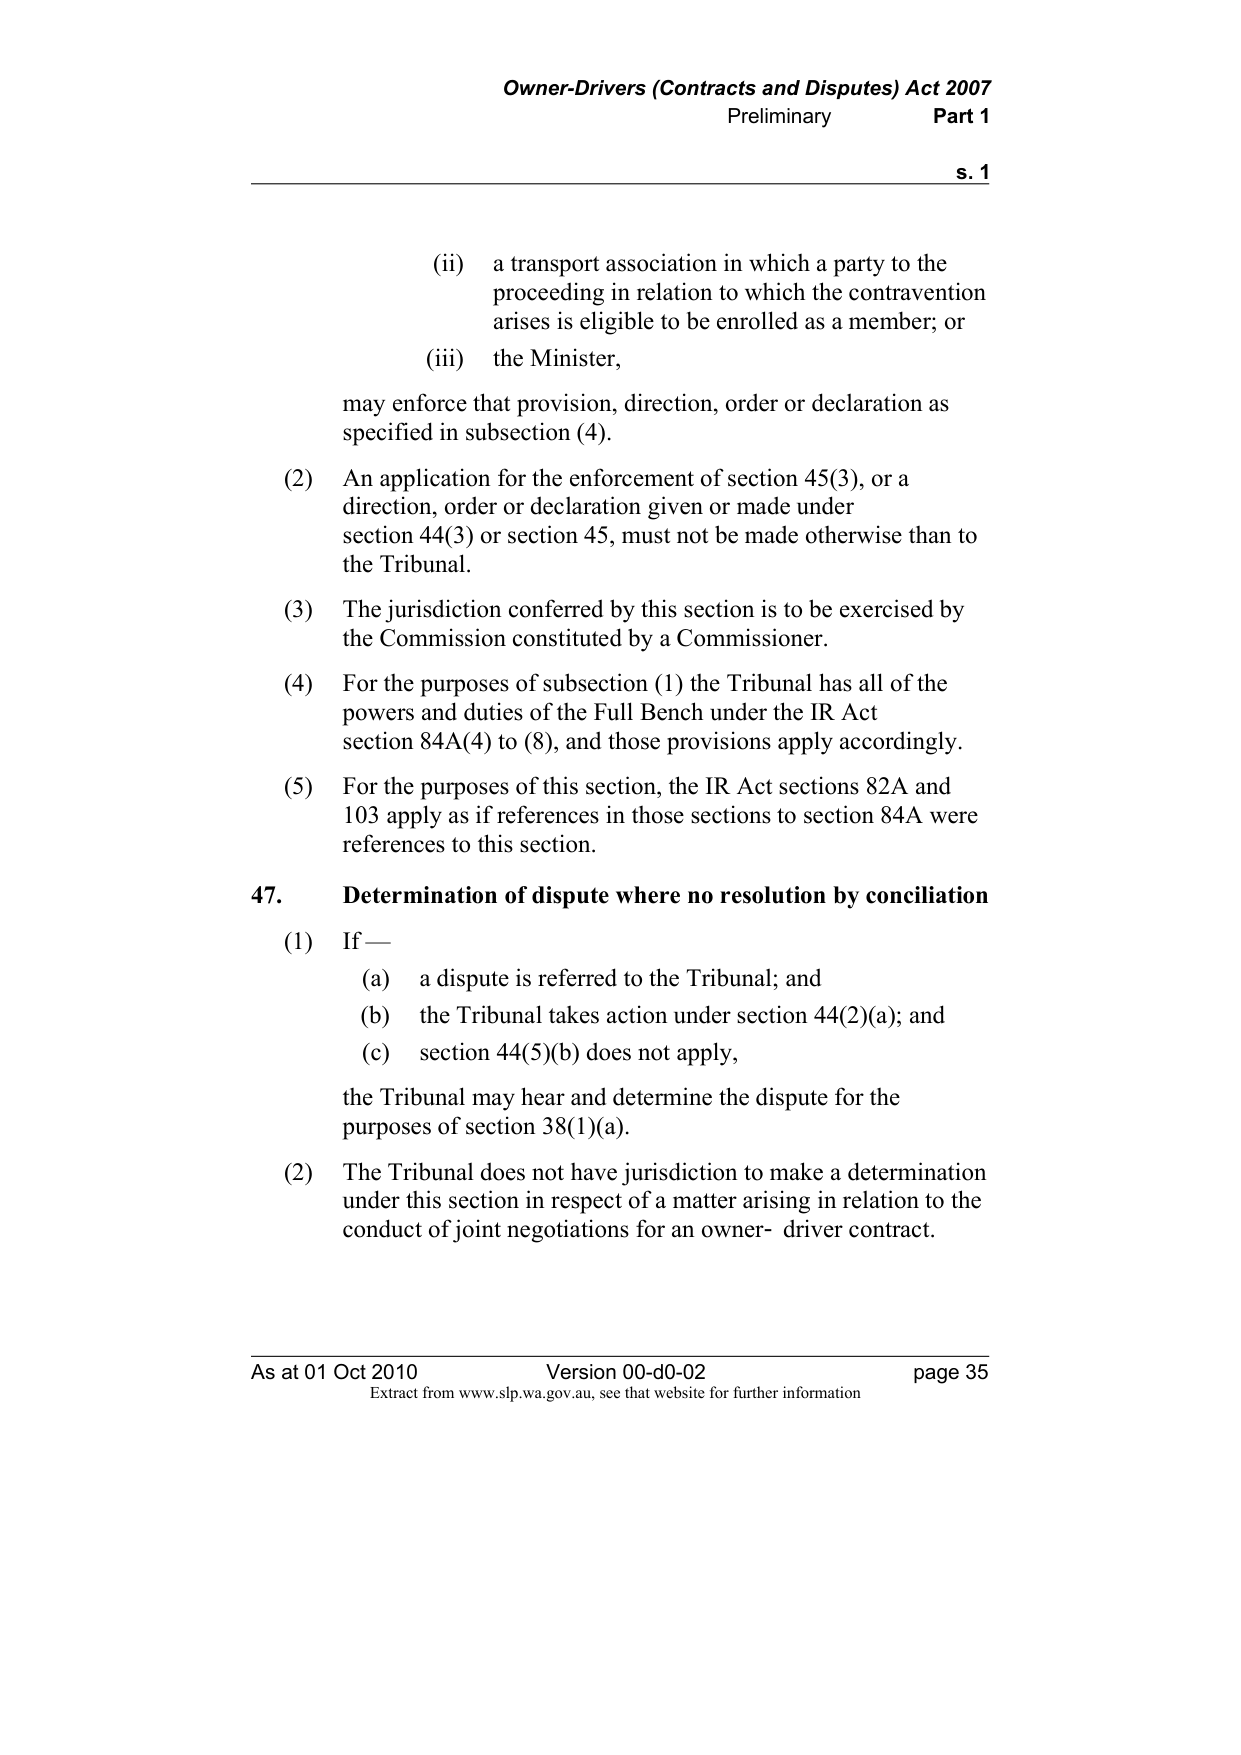 Owner-Drivers (Contracts and Disputes) Act 2007
Preliminary Part 1
s. 1
(ii) a transport association in which a party to the
proceeding in relation to which the contravention
arises is eligible to be enrolled as a member; or
(iii) the Minister,
may enforce that provision, direction, order or declaration as
specified in subsection (4).
(2) An application for the enforcement of section 45(3), or a
direction, order or declaration given or made under
section 44(3) or section 45, must not be made otherwise than to
the Tribunal.
(3) The jurisdiction conferred by this section is to be exercised by
the Commission constituted by a Commissioner.
(4) For the purposes of subsection (1) the Tribunal has all of the
powers and duties of the Full Bench under the IR Act
section 84A(4) to (8), and those provisions apply accordingly.
(5) For the purposes of this section, the IR Act sections 82A and
103 apply as if references in those sections to section 84A were
references to this section.
47. Determination of dispute where no resolution by conciliation
(1) If —
(a) a dispute is referred to the Tribunal; and
(b) the Tribunal takes action under section 44(2)(a); and
(c) section 44(5)(b) does not apply,
the Tribunal may hear and determine the dispute for the
purposes of section 38(1)(a).
(2) The Tribunal does not have jurisdiction to make a determination
under this section in respect of a matter arising in relation to the
conduct of joint negotiations for an owner- driver contract.
As at 01 Oct 2010 Version 00-d0-02 page 35
Extract from www.slp.wa.gov.au, see that website for further information